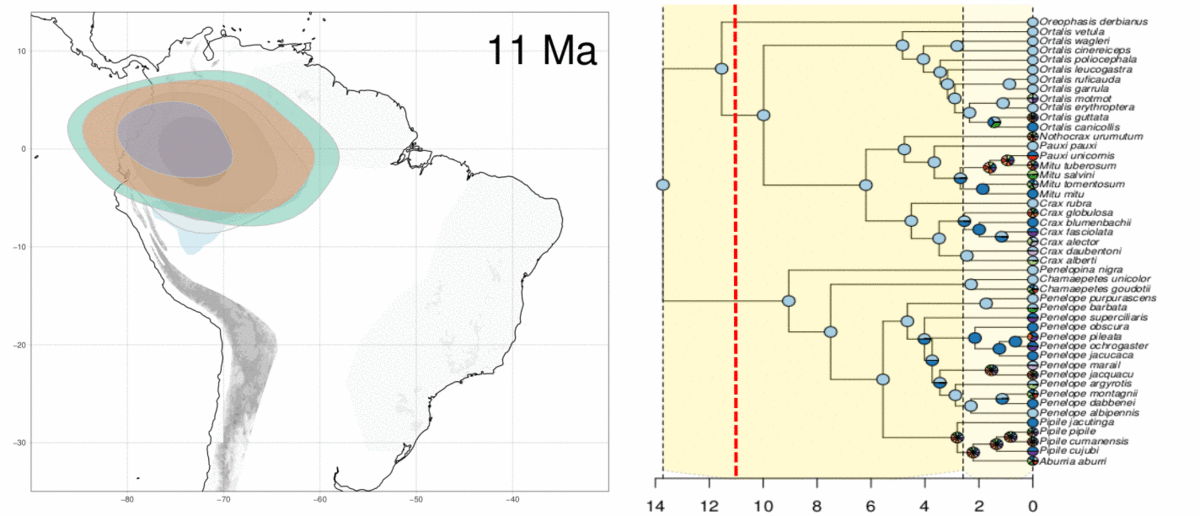 11 Ma
10
0
−10
−20
−30
−80
−70
−60
−50
−40
Oreophasis derbianus
Ortalis vetula
Ortalis wagleri
Ortalis cinereiceps
Ortalis poliocephala
Ortalis leucogastra
Ortalis ruficauda
Ortalis garrula
Ortalis motmot
Ortalis erythroptera
Ortalis guttata
Ortalis canicollis
Nothocrax urumutum
Pauxi pauxi
Pauxi unicornis
Mitu tuberosum
Mitu salvini
Mitu tomentosum
Mitu mitu
Crax rubra
Crax globulosa
Crax blumenbachii
Crax fasciolata
Crax alector
Crax daubentoni
Crax alberti
Penelopina nigra
Chamaepetes unicolor
Chamaepetes goudotii
Penelope purpurascens
Penelope barbata
Penelope superciliaris
Penelope obscura
Penelope pileata
Penelope ochrogaster
Penelope jacucaca
Penelope marail
Penelope jacquacu
Penelope argyrotis
Penelope montagnii
Penelope dabbenei
Penelope albipennis
Pipile jacutinga
Pipile pipile
Pipile cumanensis
Pipile cujubi
Aburria aburri
14 12 10 8 6 4 2 0